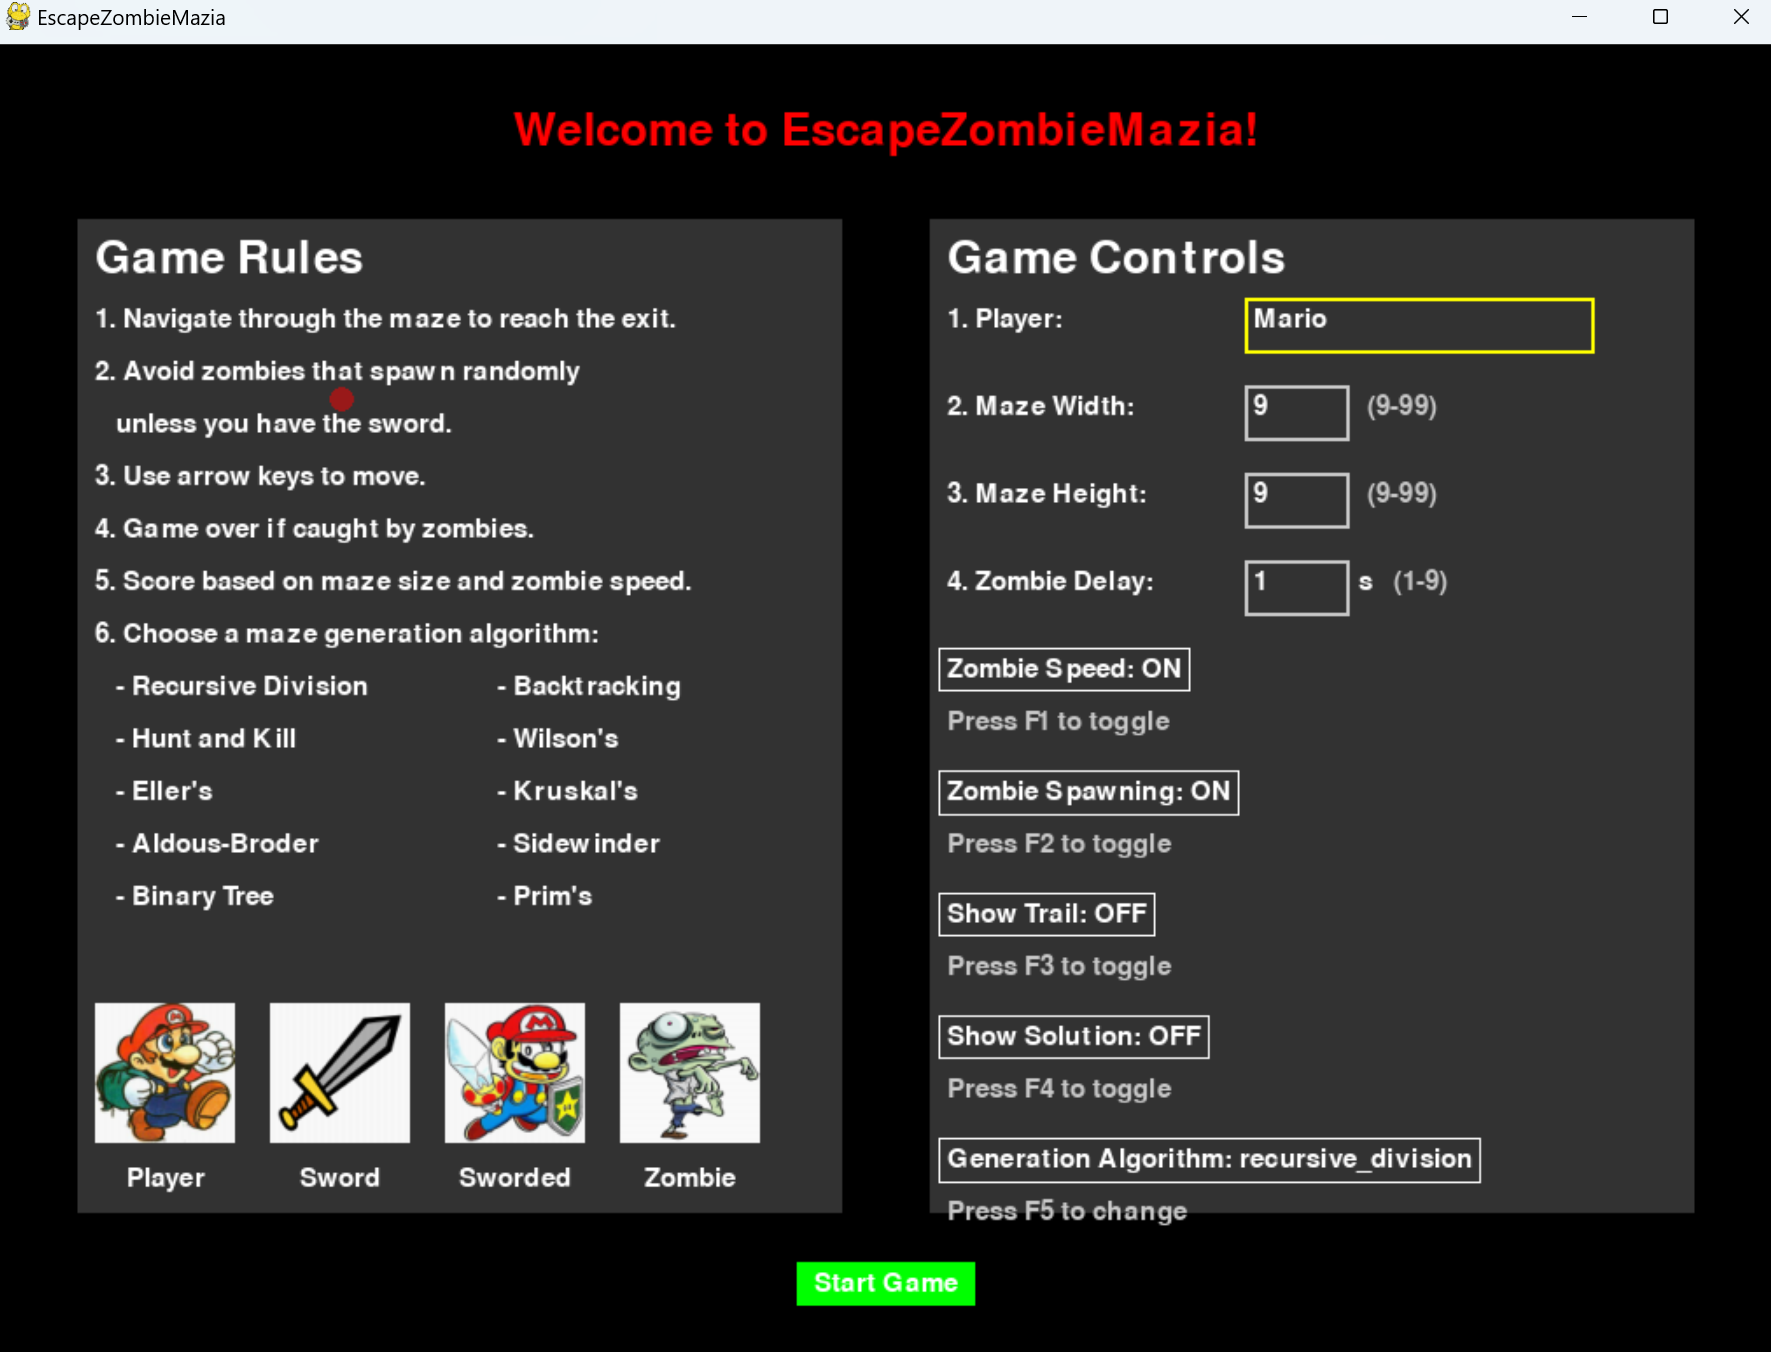 EscapeZombieMazia
Welcome to EscapeZombieMazia!
Game Rules
1. Navigate through the maze to reach the exit.
2. Avoid zombies that spawn randomly
unless you have the sword.
3. Use arrow keys to move.
4. Game over if caught by zombies.
5. Score based on maze size and zombie speed.
6. Choose a maze generation algorithm:
- Recursive Division - Backtracking
- Hunt and Kill - Wilson's
- Eller's - Kruskal's
- Aldous-Broder - Sidewinder
- Binary Tree - Prim's
Player Sword Sworded Zombie
Game Controls
1. Player: Mario
2. Maze Width: 9 (9-99)
3. Maze Height: 9 (9-99)
4. Zombie Delay: 1 s (1-9)
Zombie Speed: ON
Press F1 to toggle
Zombie Spawning: ON
Press F2 to toggle
Show Trail: OFF
Press F3 to toggle
Show Solution: OFF
Press F4 to toggle
Generation Algorithm: recursive_division
Press F5 to change
Start Game